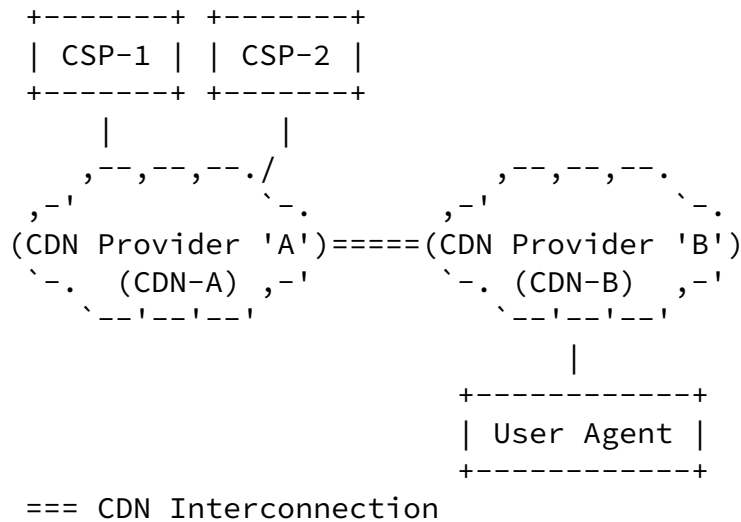 +-------+ +-------+
| CSP-1 | | CSP-2 |
+-------+ +-------+
     |         |
    ,--,--,--./         ,--,--,--.
 ,-'          `-.    ,-'          `-.
(CDN Provider 'A')=====(CDN Provider 'B')
 `-.  (CDN-A) ,-'     `-. (CDN-B)  ,-'
    `--'--'--'           `--'--'--'
                             |
                       +------------+
                       | User Agent |
                       +------------+
=== CDN Interconnection